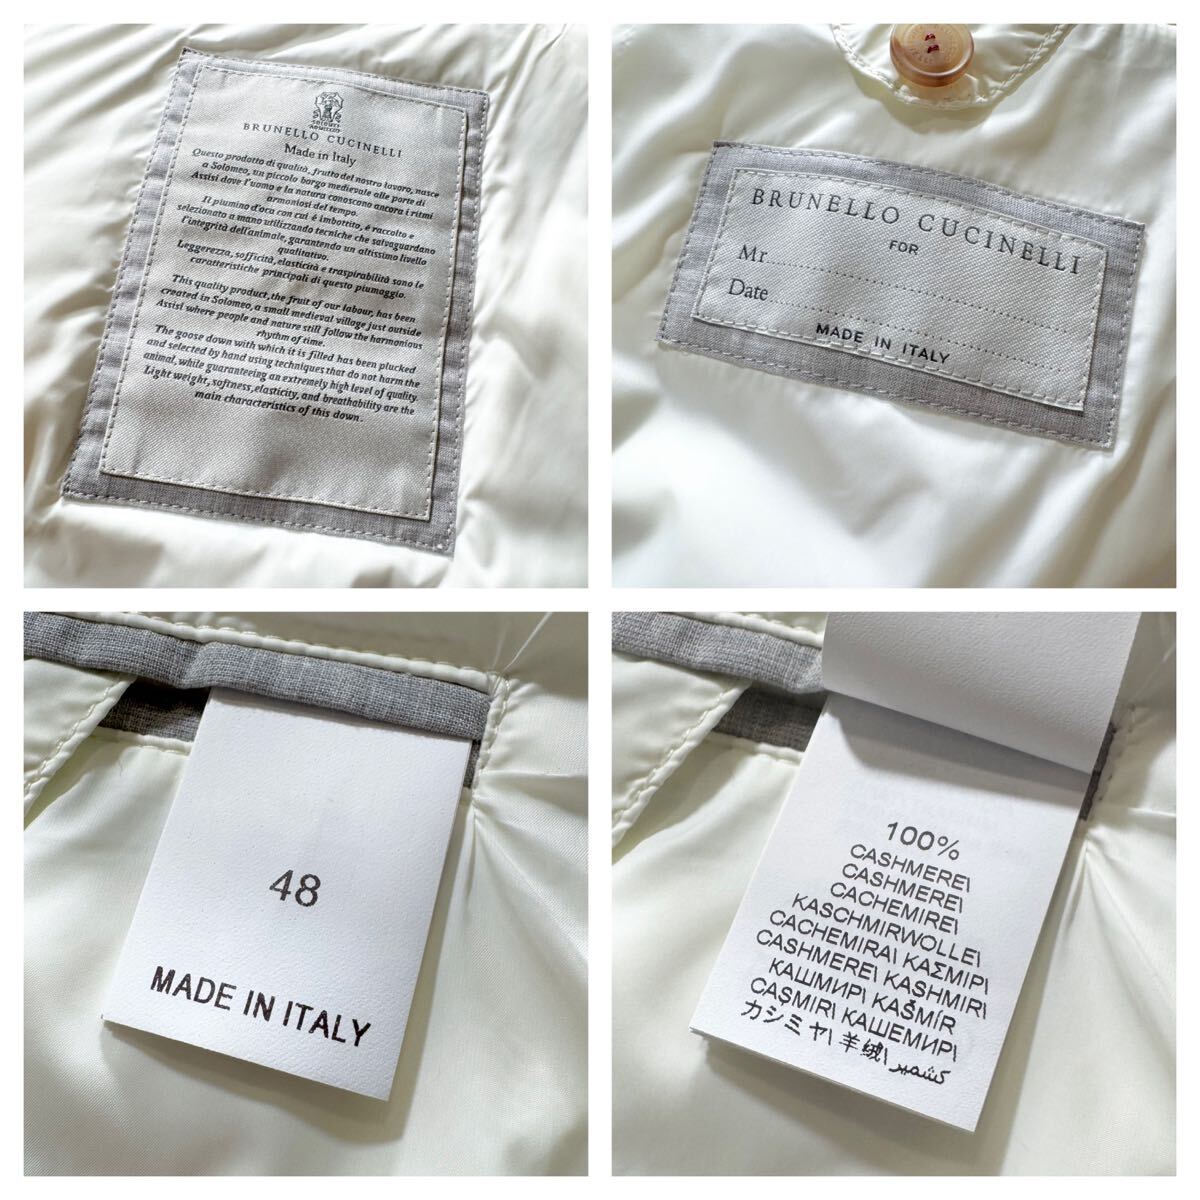 SOLOMEO
BRUNELLO CUCINELLI
Made in Italy
Questo prodotto di qualità, frutto del nostro lavoro, nasce
a Solomeo, un piccolo borgo medievale alle porte di
Assisi dove l'uomo e la natura conoscono ancora i ritmi
armoniosi del tempo.
Il piumino d'oca con cui è imbottito, è raccolto e
selezionato a mano utilizzando tecniche che salvaguardano
l'integrità dell'animale, garantendo un altissimo livello
qualitativo.
Leggerezza, sofficità, elasticità e traspirabilità sono le
caratteristiche principali di questo piumaggio.
This quality product, the fruit of our labour, has been
created in Solomeo, a small medieval village just outside
Assisi where people and nature still follow the harmonious
rhythm of time.
The goose down with which it is filled has been plucked
and selected by hand using techniques that do not harm the
animal, while guaranteeing an extremely high level of quality.
Light weight, softness, elasticity, and breathability are the
main characteristics of this down.
BRUNELLO CUCINELLI
FOR
Mr.
Date
MADE IN ITALY
48
MADE IN ITALY
100%
CASHMERE\
CASHMERE\
CACHEMIRE\
KASCHMIRWOLLE\
CACHEMIRA\ ΚΑΣΜΙΡ\
CASHMERE\ KASHMIR\
КАШМИР\ KAŠMÍR
CAŞMIR\ КАШЕМИР\
カシミヤ\ 羊绒\ كشمير